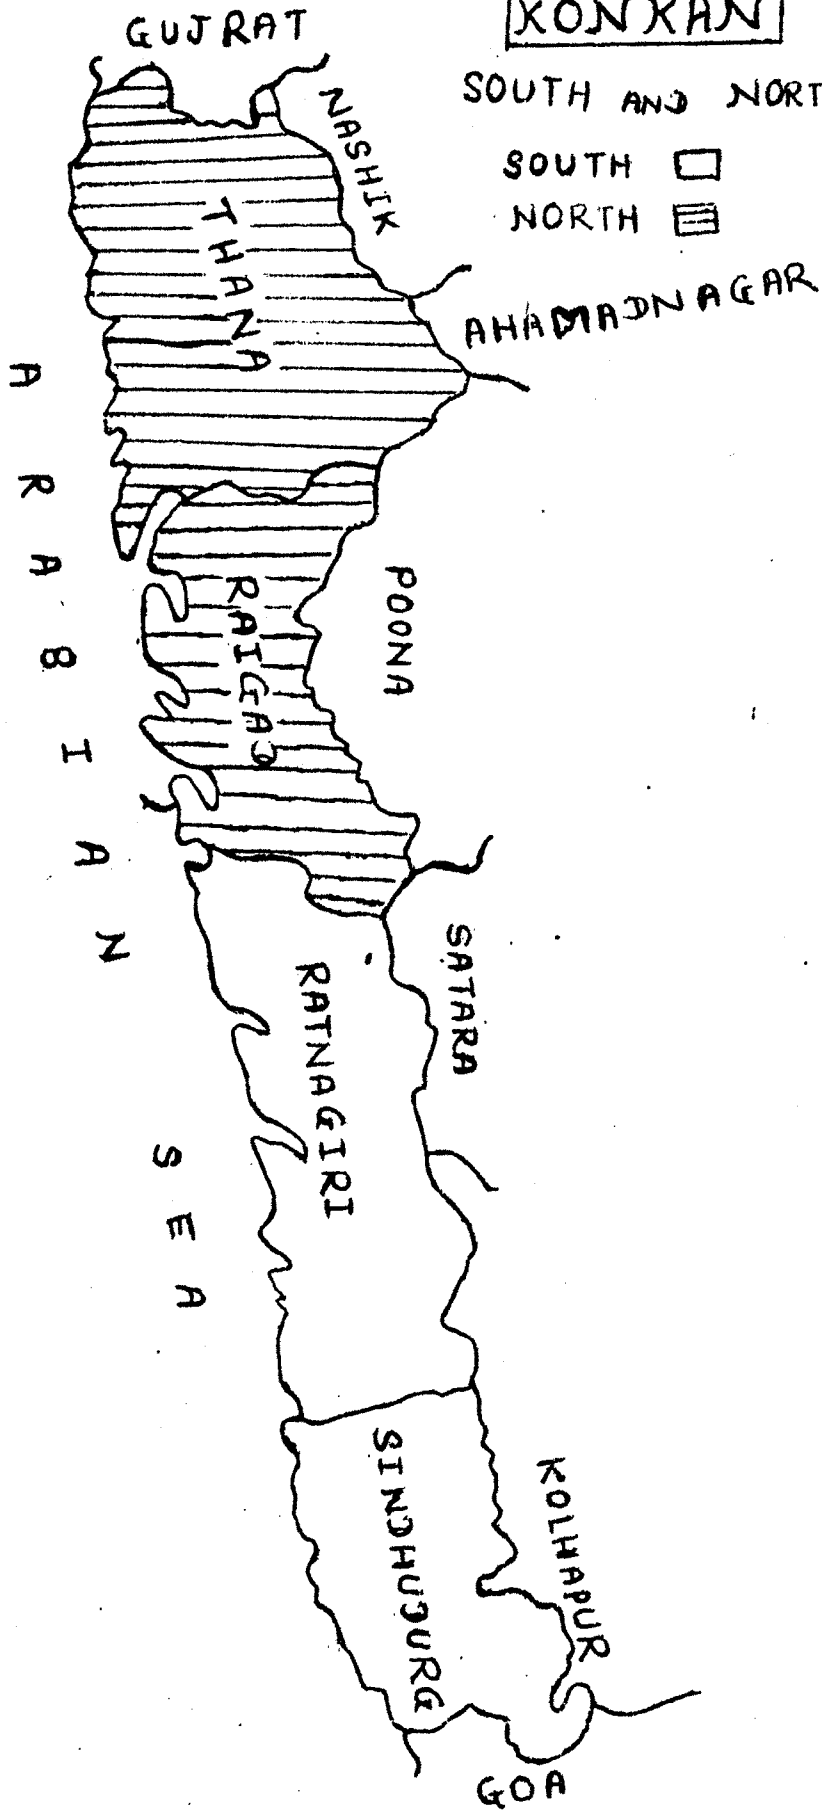 GUJRAT
KONKAN
SOUTH AND NORT
SOUTH
NORTH
NASHIK
THANA
AHAMADNAGAR
ARABIAN SEA
POONA
RAIGAD
SATARA
RATNAGIRI
KOLHAPUR
SINDHUDURG
GOA